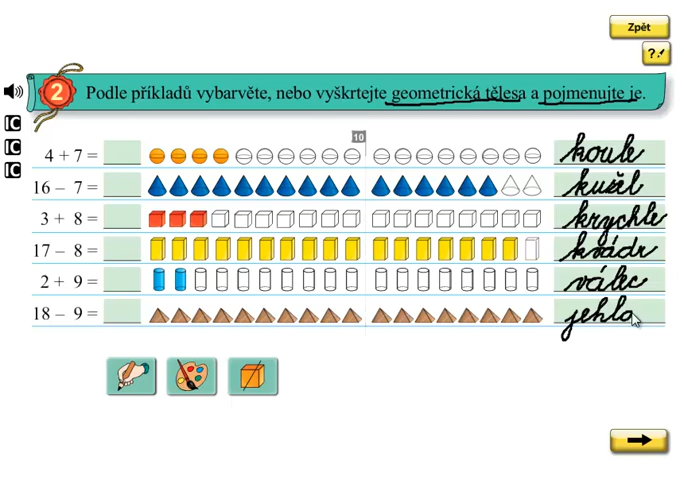 Zpět
?
2 Podle příkladů vybarvěte, nebo vyškrtejte geometrická tělesa a pojmenujte je.
10
4 + 7 = koule
16 – 7 = kužel
3 + 8 = krychle
17 – 8 = kvádr
2 + 9 = válec
18 – 9 = jehla